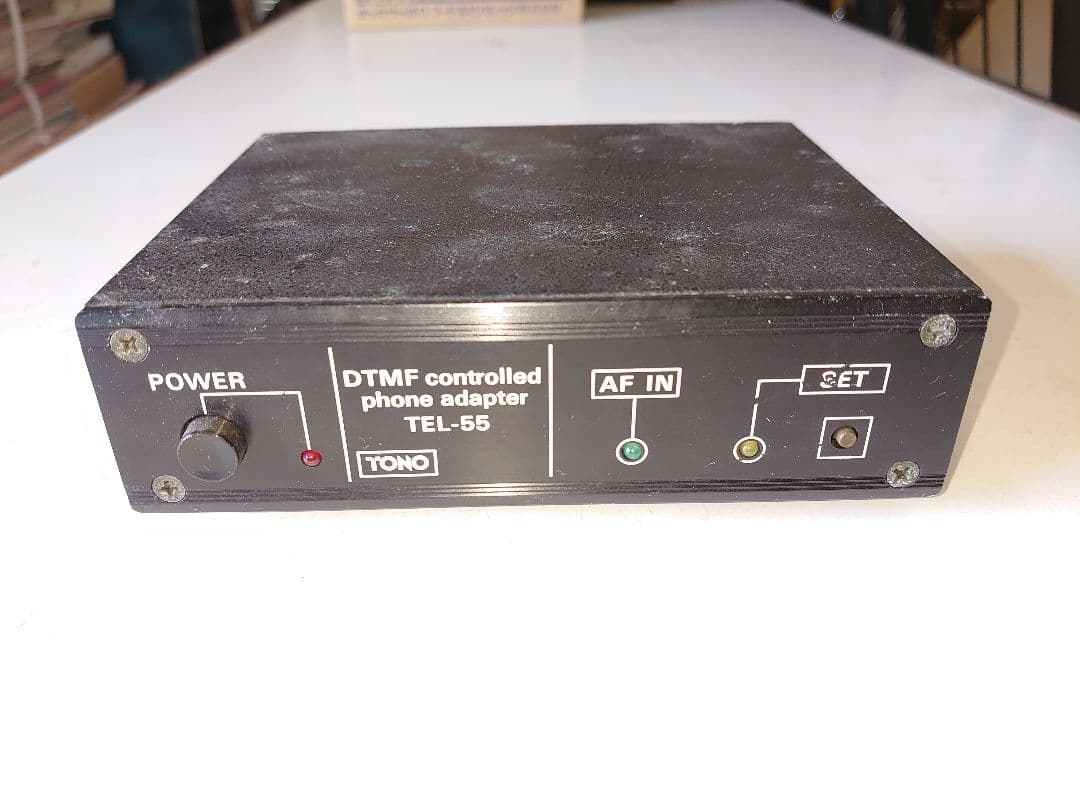 POWER
DTMF controlled
phone adapter
TEL-55
TONO
AF IN
SET